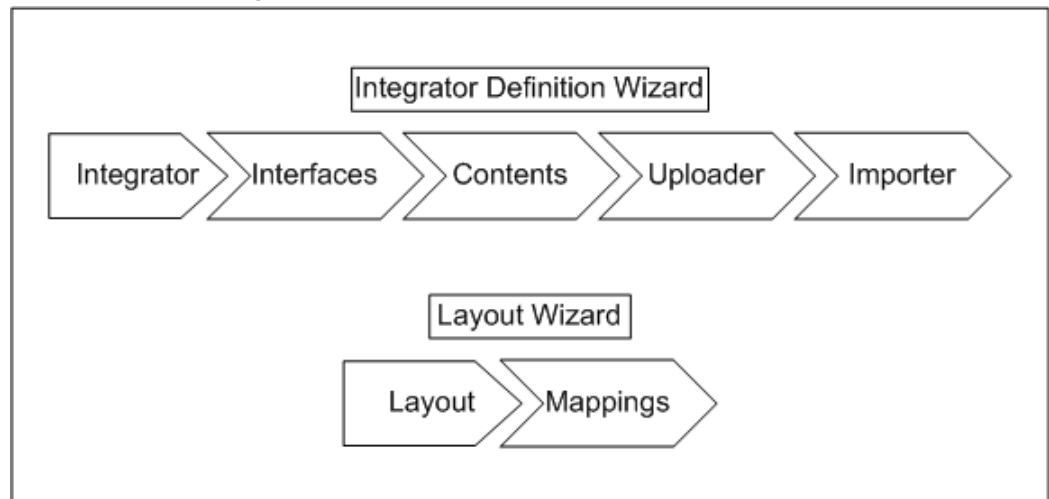 Integrator Definition Wizard
Integrator Interfaces Contents Uploader Importer
Layout Wizard
Layout Mappings